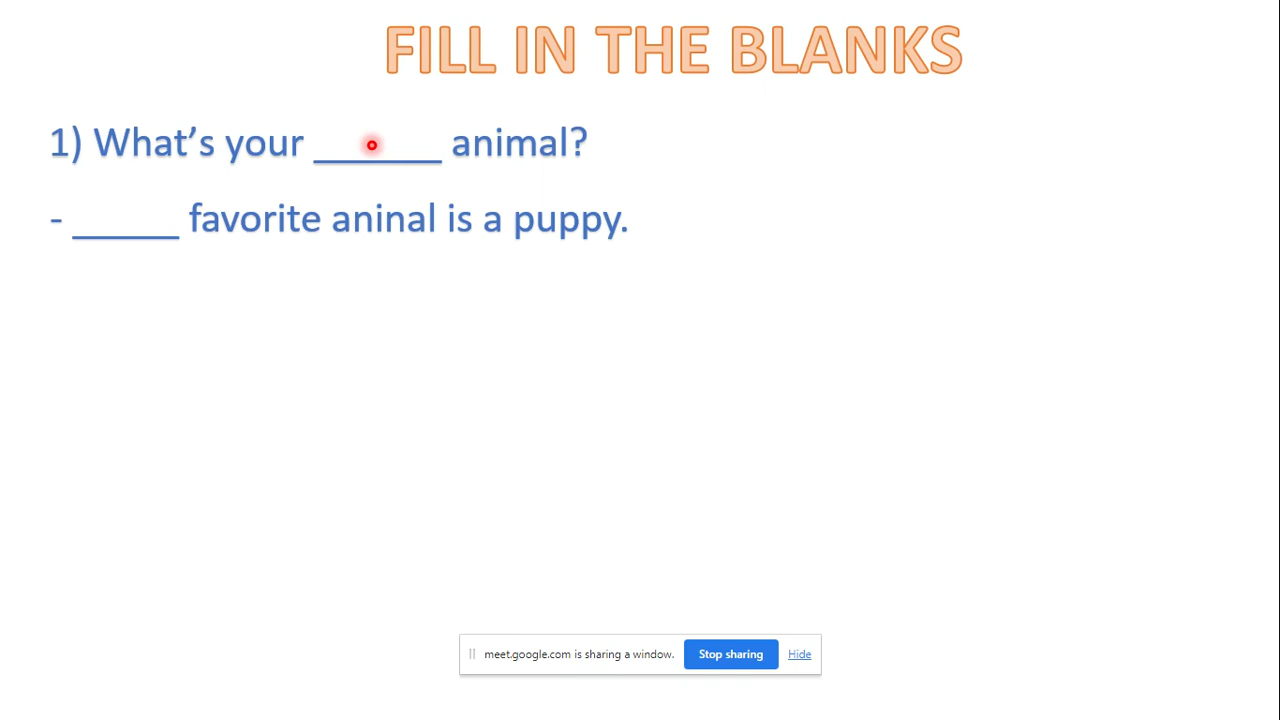 FILL IN THE BLANKS
1) What's your ______ animal?
- _____ favorite aninal is a puppy.
meet.google.com is sharing a window. Stop sharing Hide